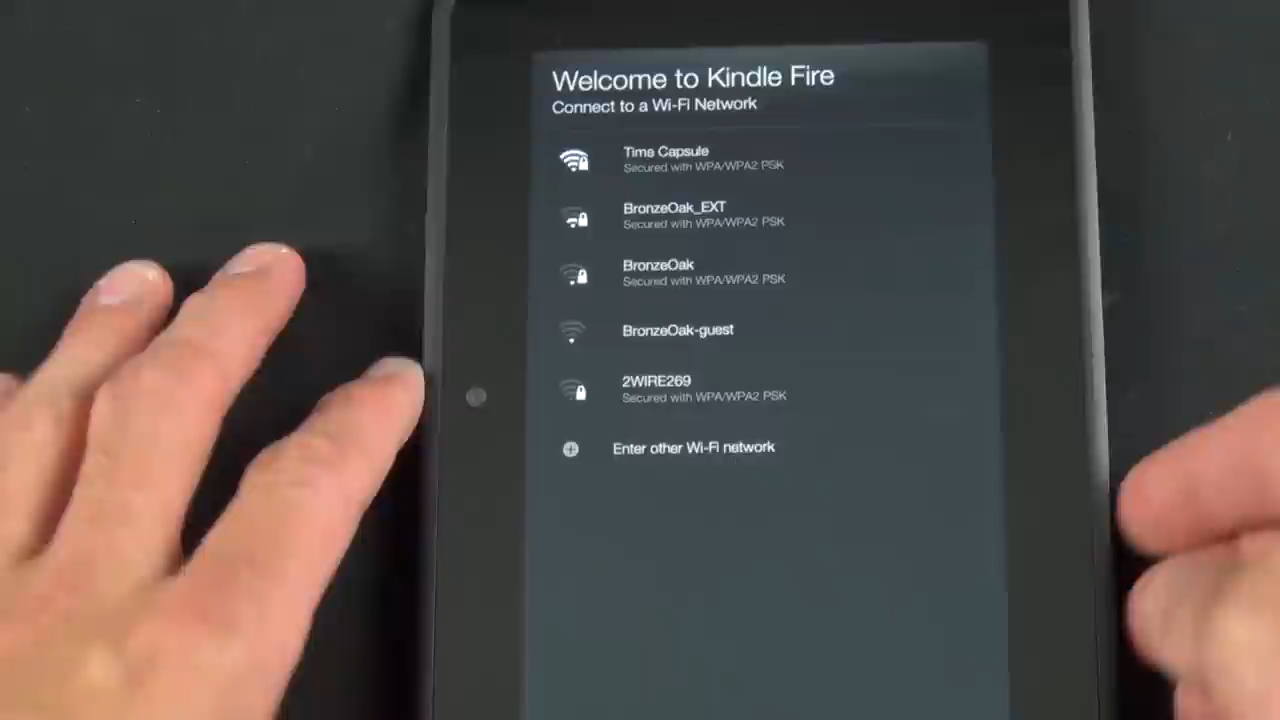 Welcome to Kindle Fire
Connect to a Wi-Fi Network
Time Capsule
Secured with WPA/WPA2 PSK
BronzeOak_EXT
Secured with WPA/WPA2 PSK
BronzeOak
Secured with WPA/WPA2 PSK
BronzeOak-guest
2WIRE269
Secured with WPA/WPA2 PSK
Enter other Wi-Fi network